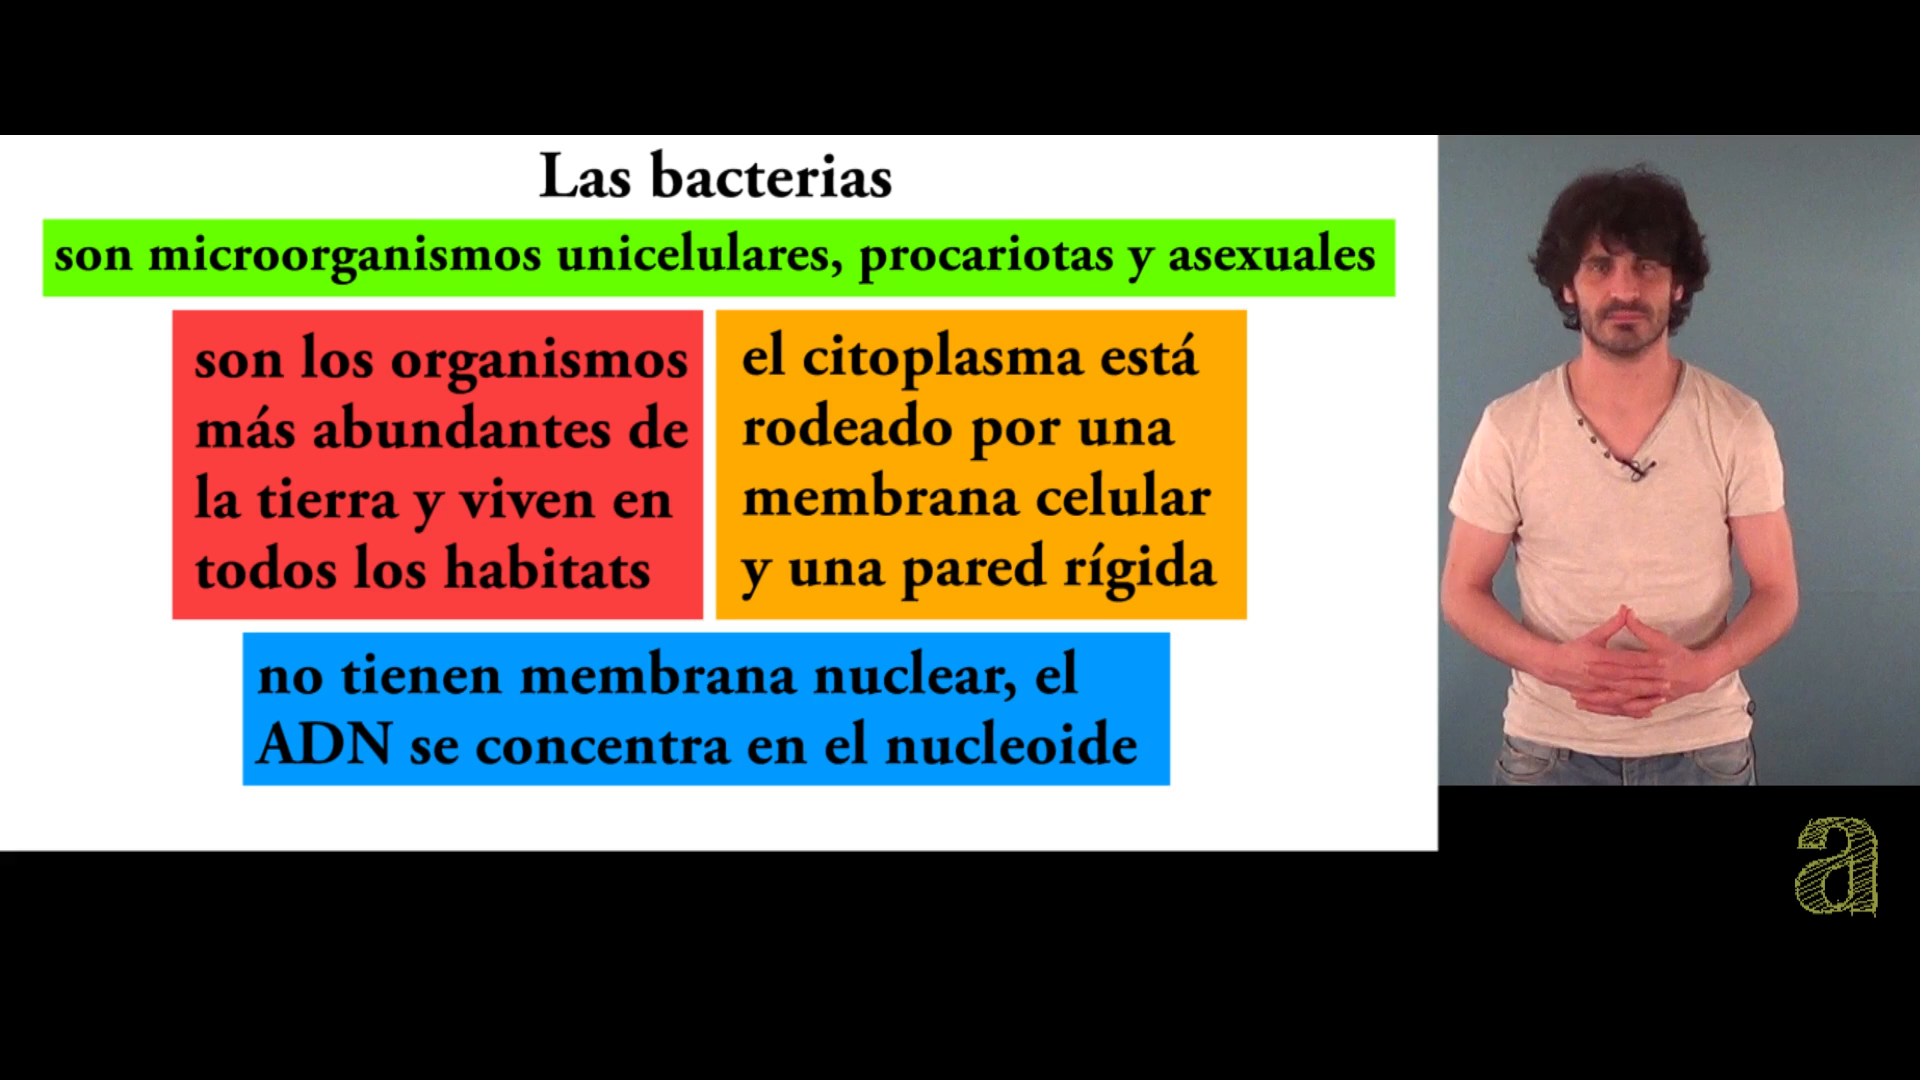 Las bacterias
son microorganismos unicelulares, procariotas y asexuales
son los organismos
más abundantes de
la tierra y viven en
todos los habitats
el citoplasma está
rodeado por una
membrana celular
y una pared rígida
no tienen membrana nuclear, el
ADN se concentra en el nucleoide
a